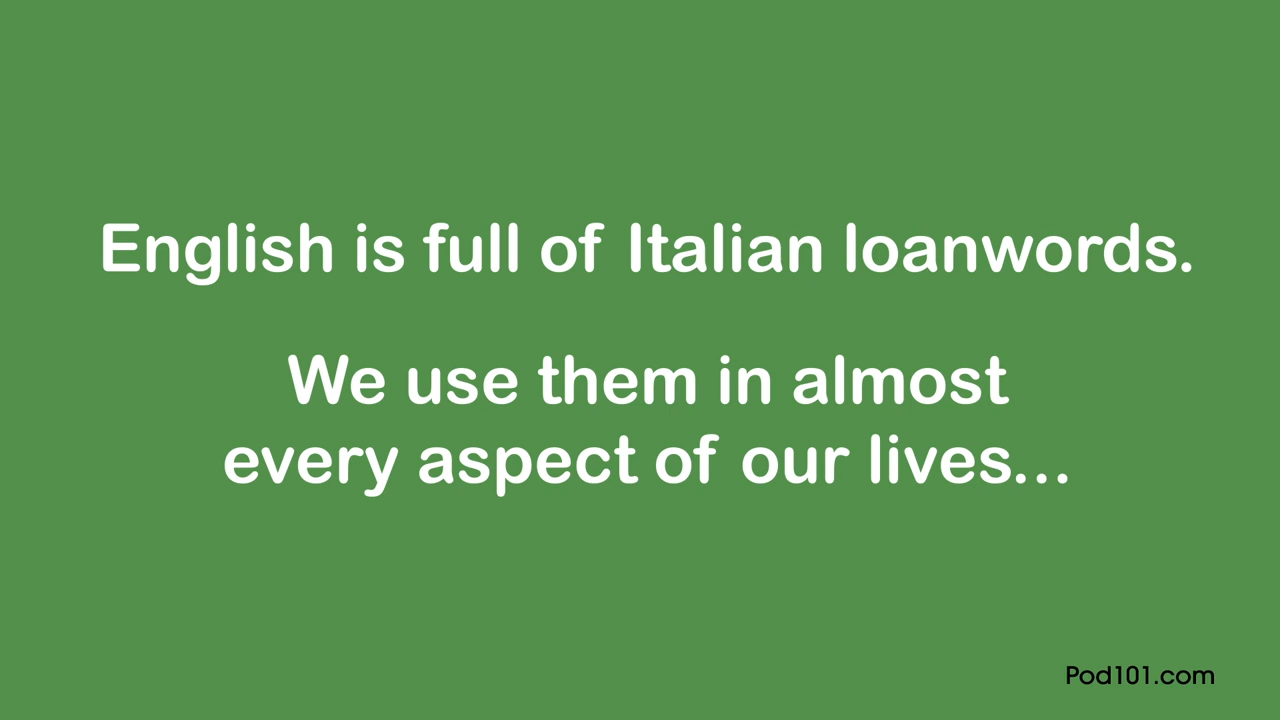 English is full of Italian loanwords.
We use them in almost
every aspect of our lives...
Pod101.com